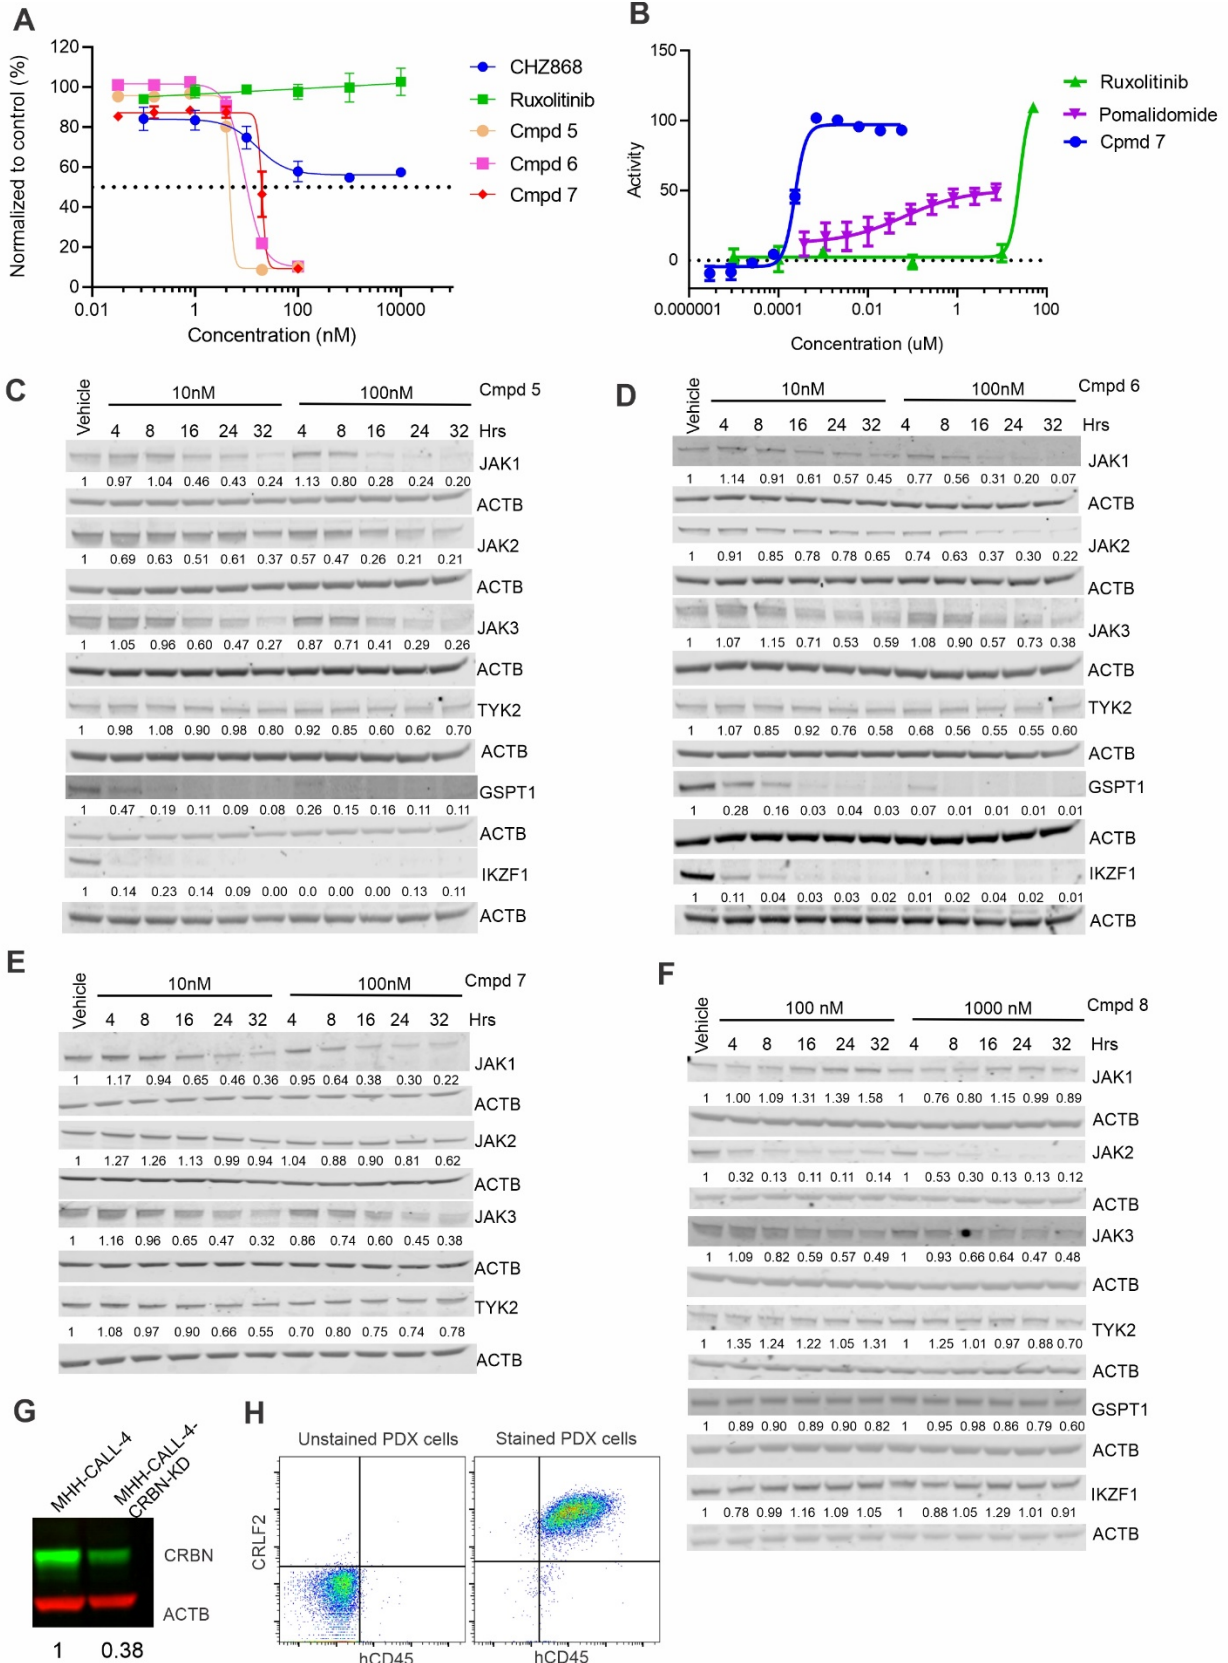 A
Normalized to control (%)
120
100
80
60
40
20
0
0.01
1
100
10000
Concentration (nM)
CHZ868
Ruxolitinib
Cmpd 5
Cmpd 6
Cmpd 7
B
Activity
150
100
50
0
0.000001
0.0001
0.01
1
100
Concentration (uM)
Ruxolitinib
Pomalidomide
Cpmd 7
C
Vehicle
10nM 100nM Cmpd 5
4 8 16 24 32 4 8 16 24 32 Hrs
JAK1
1 0.97 1.04 0.46 0.43 0.24 1.13 0.80 0.28 0.24 0.20
ACTB
JAK2
1 0.69 0.63 0.51 0.61 0.37 0.57 0.47 0.26 0.21 0.21
ACTB
JAK3
1 1.05 0.96 0.60 0.47 0.27 0.87 0.71 0.41 0.29 0.26
ACTB
TYK2
1 0.98 1.08 0.90 0.98 0.80 0.92 0.85 0.60 0.62 0.70
ACTB
GSPT1
1 0.47 0.19 0.11 0.09 0.08 0.26 0.15 0.16 0.11 0.11
ACTB
IKZF1
1 0.14 0.23 0.14 0.09 0.00 0.0 0.00 0.00 0.13 0.11
ACTB
D
Vehicle
10nM 100nM Cmpd 6
4 8 16 24 32 4 8 16 24 32 Hrs
JAK1
1 1.14 0.91 0.61 0.57 0.45 0.77 0.56 0.31 0.20 0.07
ACTB
JAK2
1 0.91 0.85 0.78 0.78 0.65 0.74 0.63 0.37 0.30 0.22
ACTB
JAK3
1 1.07 1.15 0.71 0.53 0.59 1.08 0.90 0.57 0.73 0.38
ACTB
TYK2
1 1.07 0.85 0.92 0.76 0.58 0.68 0.56 0.55 0.55 0.60
ACTB
GSPT1
1 0.28 0.16 0.03 0.04 0.03 0.07 0.01 0.01 0.01 0.01
ACTB
IKZF1
1 0.11 0.04 0.03 0.03 0.02 0.01 0.02 0.04 0.02 0.01
ACTB
E
Vehicle
10nM 100nM Cmpd 7
4 8 16 24 32 4 8 16 24 32 Hrs
JAK1
1 1.17 0.94 0.65 0.46 0.36 0.95 0.64 0.38 0.30 0.22
ACTB
JAK2
1 1.27 1.26 1.13 0.99 0.94 1.04 0.88 0.90 0.81 0.62
ACTB
JAK3
1 1.16 0.96 0.65 0.47 0.32 0.86 0.74 0.60 0.45 0.38
ACTB
TYK2
1 1.08 0.97 0.90 0.66 0.55 0.70 0.80 0.75 0.74 0.78
ACTB
F
Vehicle
100 nM 1000 nM Cmpd 8
4 8 16 24 32 4 8 16 24 32 Hrs
JAK1
1 1.00 1.09 1.31 1.39 1.58 1 0.76 0.80 1.15 0.99 0.89
ACTB
JAK2
1 0.32 0.13 0.11 0.11 0.14 1 0.53 0.30 0.13 0.13 0.12
ACTB
JAK3
1 1.09 0.82 0.59 0.57 0.49 1 0.93 0.66 0.64 0.47 0.48
ACTB
TYK2
1 1.35 1.24 1.22 1.05 1.31 1 1.25 1.01 0.97 0.88 0.70
ACTB
GSPT1
1 0.89 0.90 0.89 0.90 0.82 1 0.95 0.98 0.86 0.79 0.60
ACTB
IKZF1
1 0.78 0.99 1.16 1.09 1.05 1 0.88 1.05 1.29 1.01 0.91
ACTB
G
MHH-CALL-4
MHH-CALL-4-
CRBN-KD
CRBN
ACTB
1 0.38
H
Unstained PDX cells
Stained PDX cells
CRLF2
hCD45
hCD45